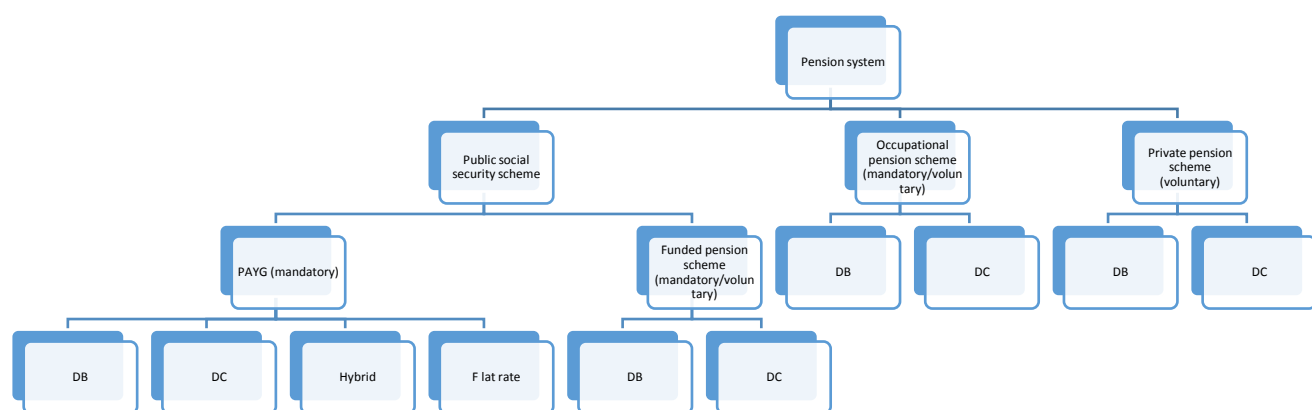 Pension system
Public social
security scheme
Occupational
pension scheme
(mandatory/volun
tary)
Private pension
scheme
(voluntary)
PAYG (mandatory)
Funded pension
scheme
(mandatory/volun
tary)
DB
DC
DB
DC
DB
DC
Hybrid
F lat rate
DB
DC